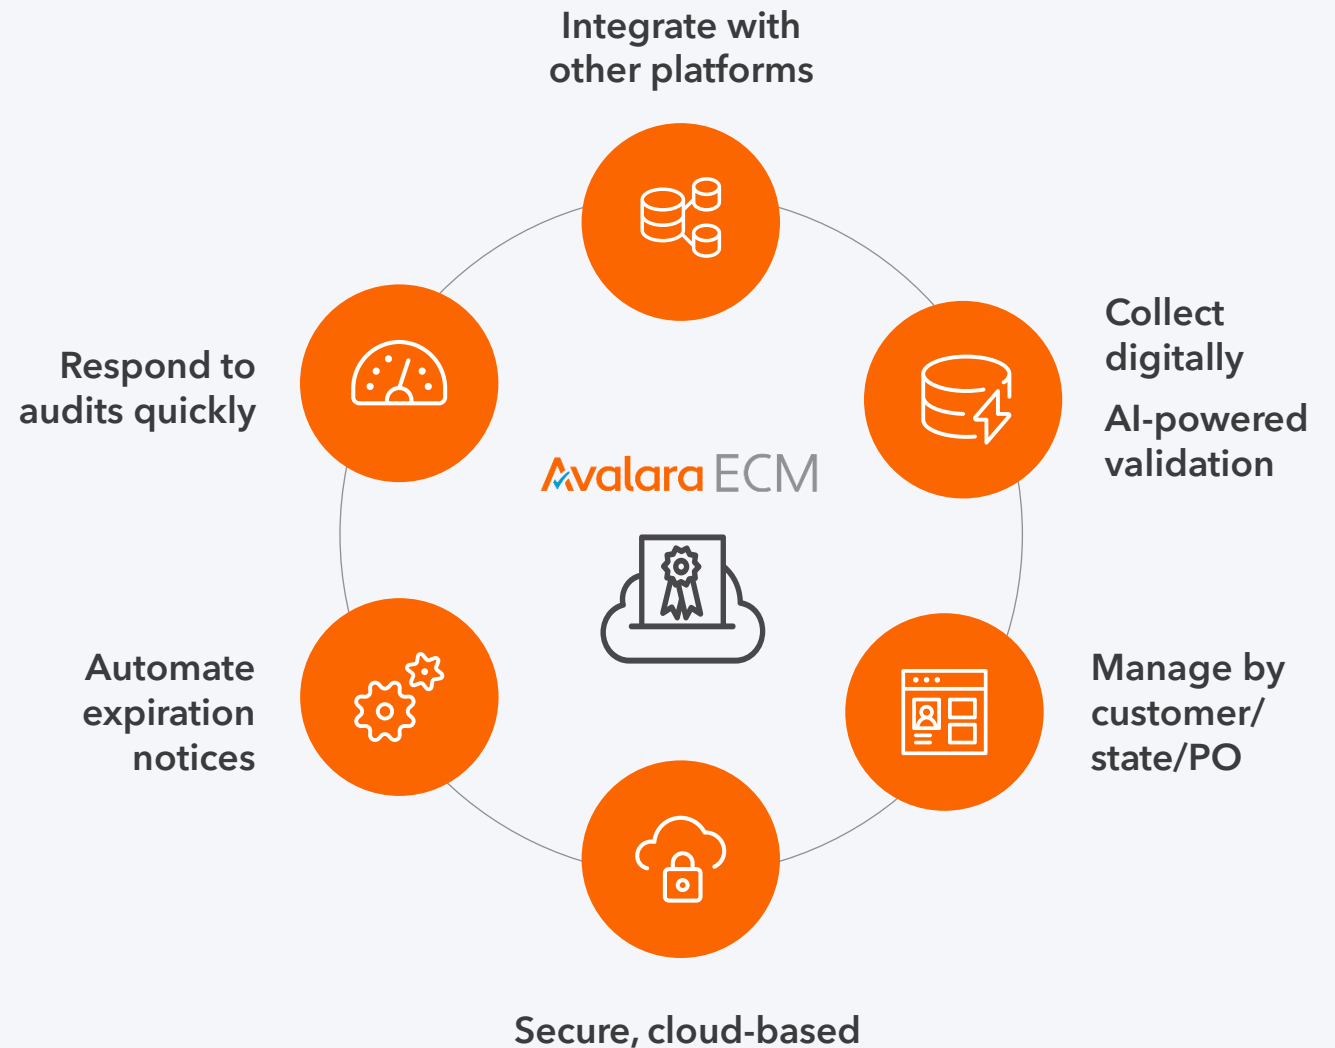 Integrate with
other platforms
Collect
digitally
AI-powered
validation
Respond to
audits quickly
Avalara ECM
Automate
expiration
notices
Manage by
customer/
state/PO
Secure, cloud-based